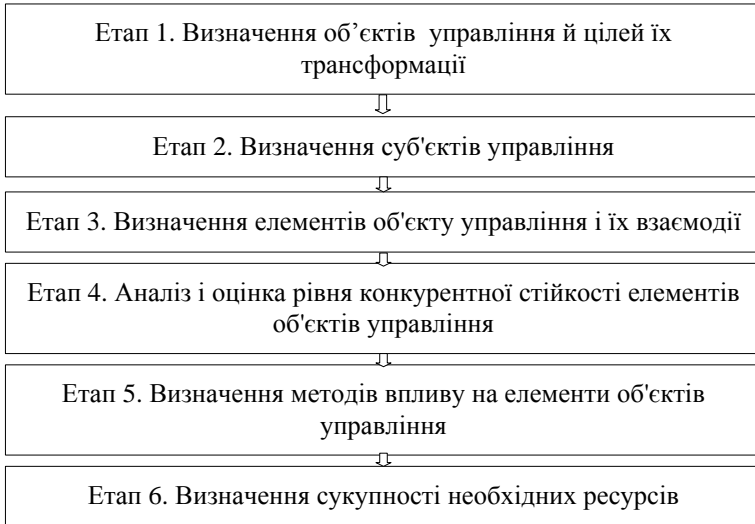 Етап 1. Визначення об’єктів управління й цілей їх
трансформації
Етап 2. Визначення суб'єктів управління
Етап 3. Визначення елементів об'єкту управління і їх взаємодії
Етап 4. Аналіз і оцінка рівня конкурентної стійкості елементів
об'єктів управління
Етап 5. Визначення методів впливу на елементи об'єктів
управління
Етап 6. Визначення сукупності необхідних ресурсів